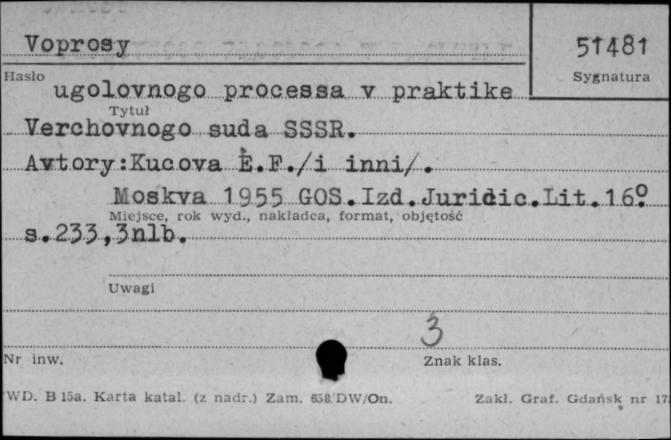 Voprosy
51481
Hasło
Sygnatura
ugolovnogo processa v praktike
Tytuł
Verchovnogo suda SSSR.
Avtory:Kucova È.F./i inni/.
Moskva 1955 GOS.Izd.Juridic.Lit.16º.
Miejsce, rok wyd., nakładca, format, objętość
s.233,3nlb.
Uwagi
3
Nr inw.
Znak klas.
WD. B 15a. Karta katal. (z nadr.) Zam. 658/DW/On.
Zakł. Graf. Gdańsk nr 17